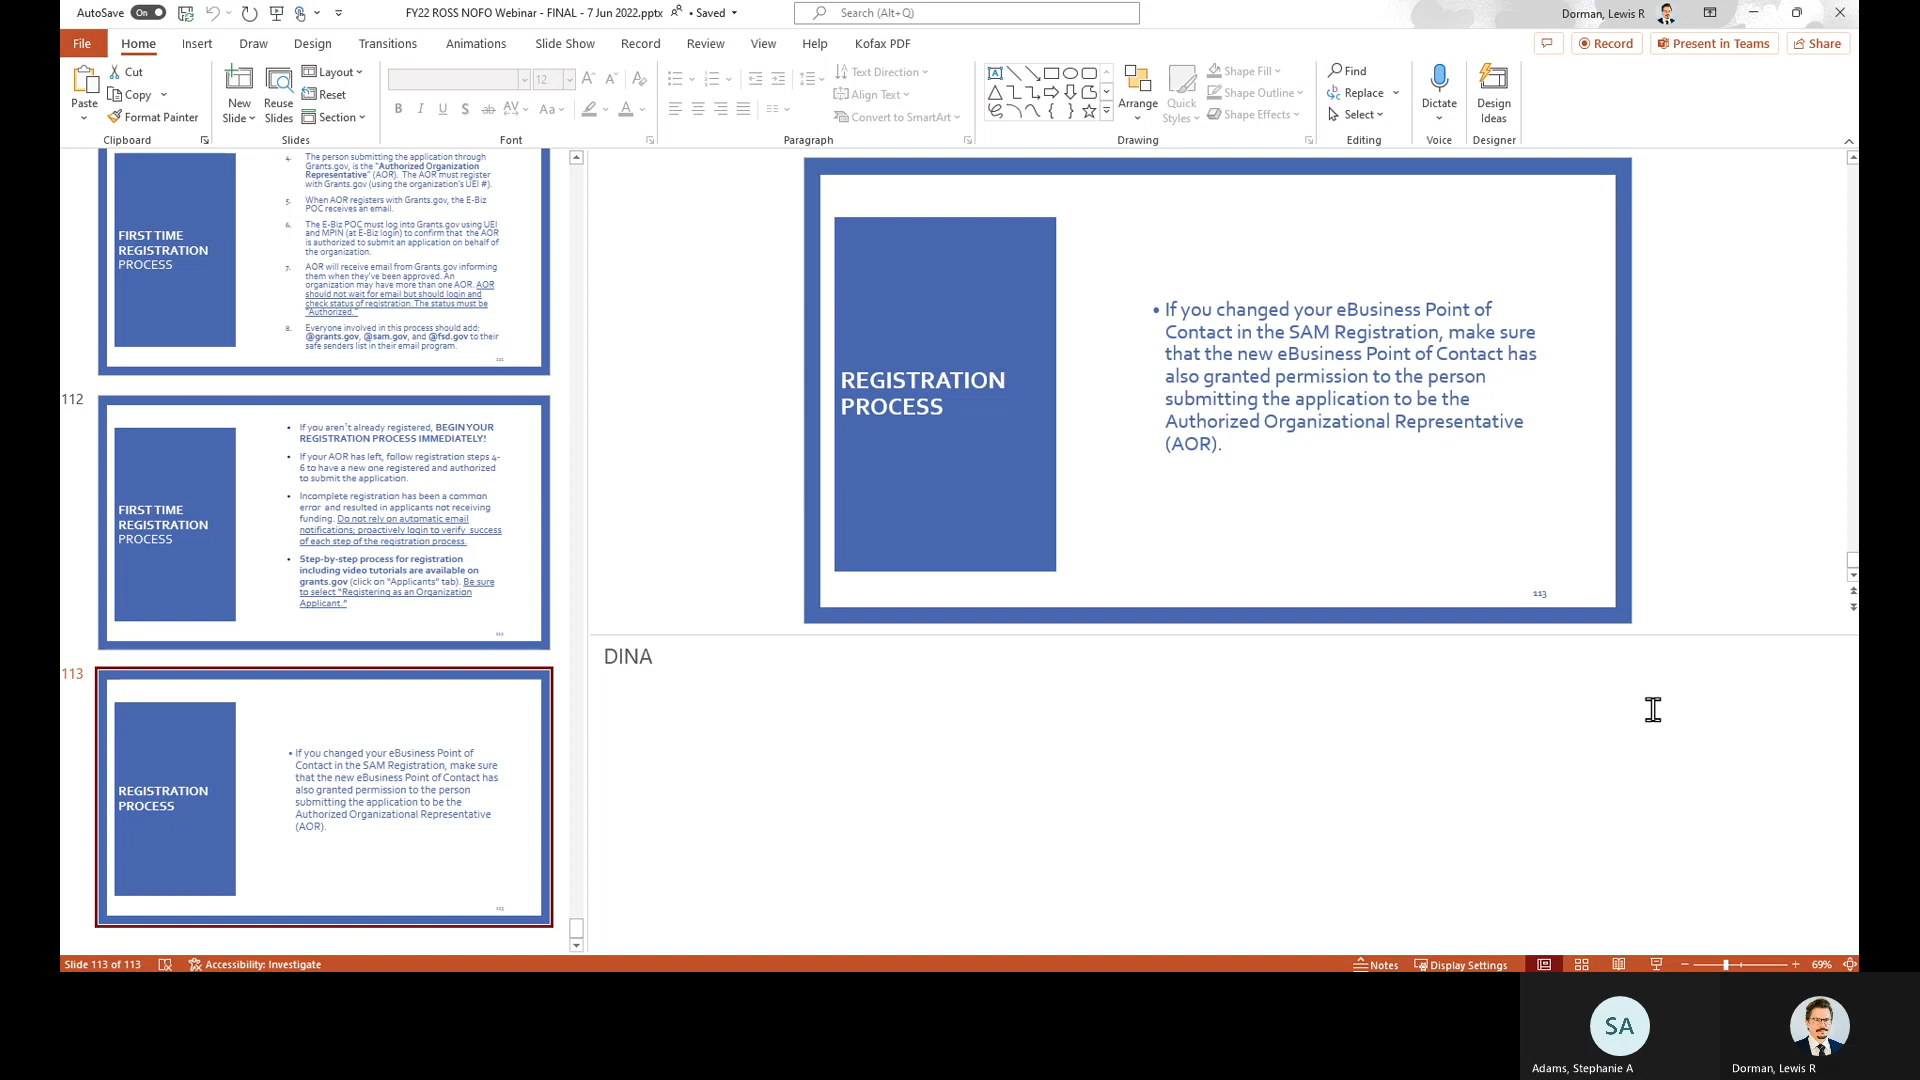 AutoSave On FY22 ROSS NOFO Webinar - FINAL - 7 Jun 2022.pptx • Saved Search (Alt+Q) Dorman, Lewis R
File Home Insert Draw Design Transitions Animations Slide Show Record Review View Help Kofax PDF Record Present in Teams Share
Paste
Cut
Copy
Format Painter
Clipboard
New Slide
Reuse Slides
Layout
Reset
Section
Slides
12
Font
Text Direction
Align Text
Convert to SmartArt
Paragraph
Arrange
Quick Styles
Shape Fill
Shape Outline
Shape Effects
Drawing
Find
Replace
Select
Editing
Dictate
Voice
Design Ideas
Designer
FIRST TIME
REGISTRATION
PROCESS
4. The person submitting the application through
Grants.gov, is the "Authorized Organization
Representative" (AOR). The AOR must register
with Grants.gov (using the organization's UEI #).
5. When AOR registers with Grants.gov, the E-Biz
POC receives an email.
6. The E-Biz POC must log into Grants.gov using UEI
and MPIN (at E-Biz login) to confirm that the AOR
is authorized to submit an application on behalf of
the organization.
7. AOR will receive email from Grants.gov informing
them when they've been approved. An
organization may have more than one AOR. AOR
should not wait for email but should login and
check status of registration. The status must be
"Authorized."
8. Everyone involved in this process should add:
@grants.gov, @sam.gov, and @fsd.gov to their
safe senders list in their email program.
111
112
FIRST TIME
REGISTRATION
PROCESS
• If you aren't already registered, BEGIN YOUR
REGISTRATION PROCESS IMMEDIATELY!
• If your AOR has left, follow registration steps 4-
6 to have a new one registered and authorized
to submit the application.
• Incomplete registration has been a common
error and resulted in applicants not receiving
funding. Do not rely on automatic email
notifications; proactively login to verify success
of each step of the registration process.
• Step-by-step process for registration
including video tutorials are available on
grants.gov (click on "Applicants" tab). Be sure
to select "Registering as an Organization
Applicant."
112
113
REGISTRATION
PROCESS
• If you changed your eBusiness Point of
Contact in the SAM Registration, make sure
that the new eBusiness Point of Contact has
also granted permission to the person
submitting the application to be the
Authorized Organizational Representative
(AOR).
113
REGISTRATION
PROCESS
• If you changed your eBusiness Point of
Contact in the SAM Registration, make sure
that the new eBusiness Point of Contact has
also granted permission to the person
submitting the application to be the
Authorized Organizational Representative
(AOR).
113
DINA
Slide 113 of 113 Accessibility: Investigate Notes Display Settings 69%
SA
Adams, Stephanie A Dorman, Lewis R